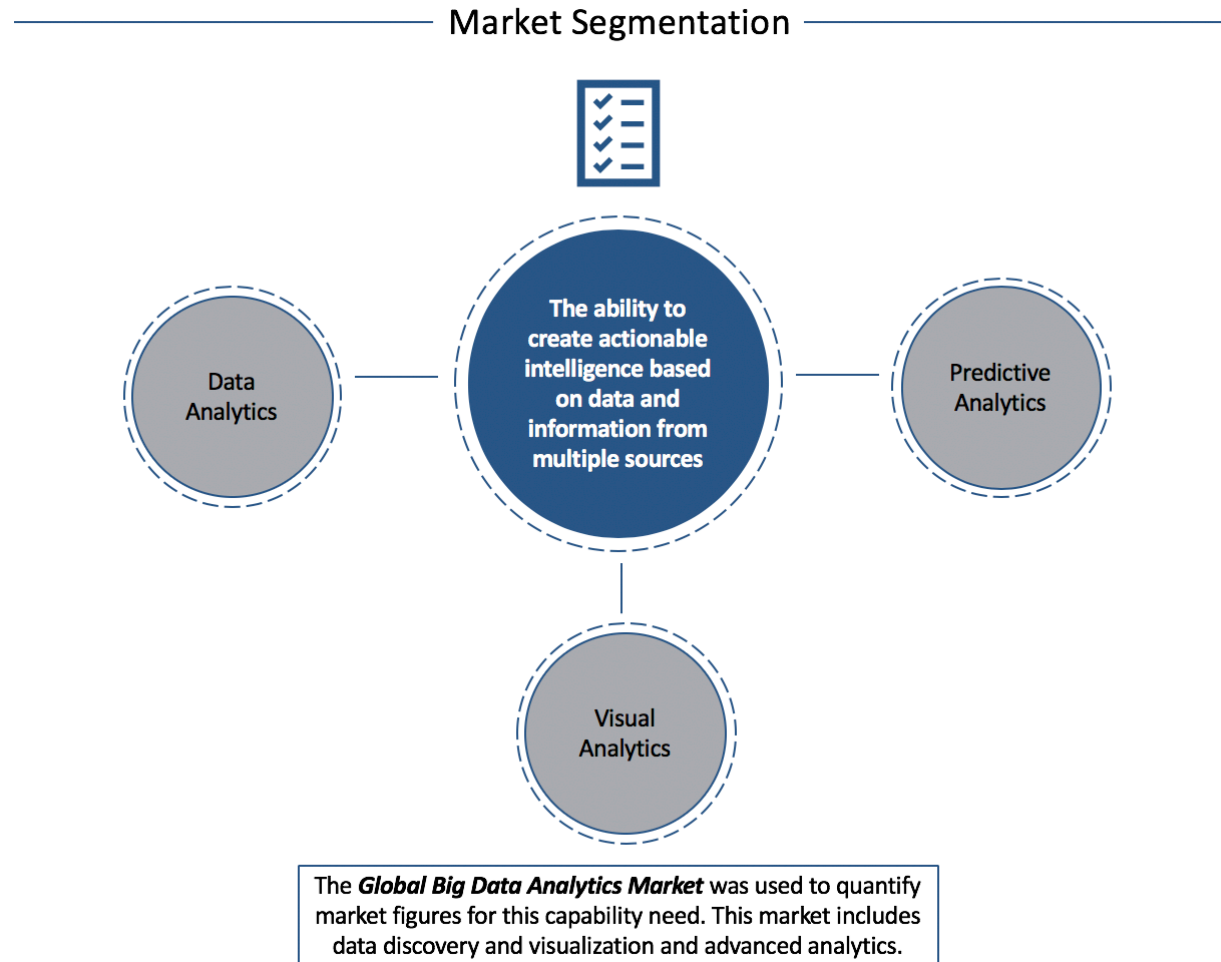 Market Segmentation
The ability to
create actionable
intelligence based
on data and
information from
multiple sources
Data
Analytics
Predictive
Analytics
Visual
Analytics
The Global Big Data Analytics Market was used to quantify
market figures for this capability need. This market includes
data discovery and visualization and advanced analytics.